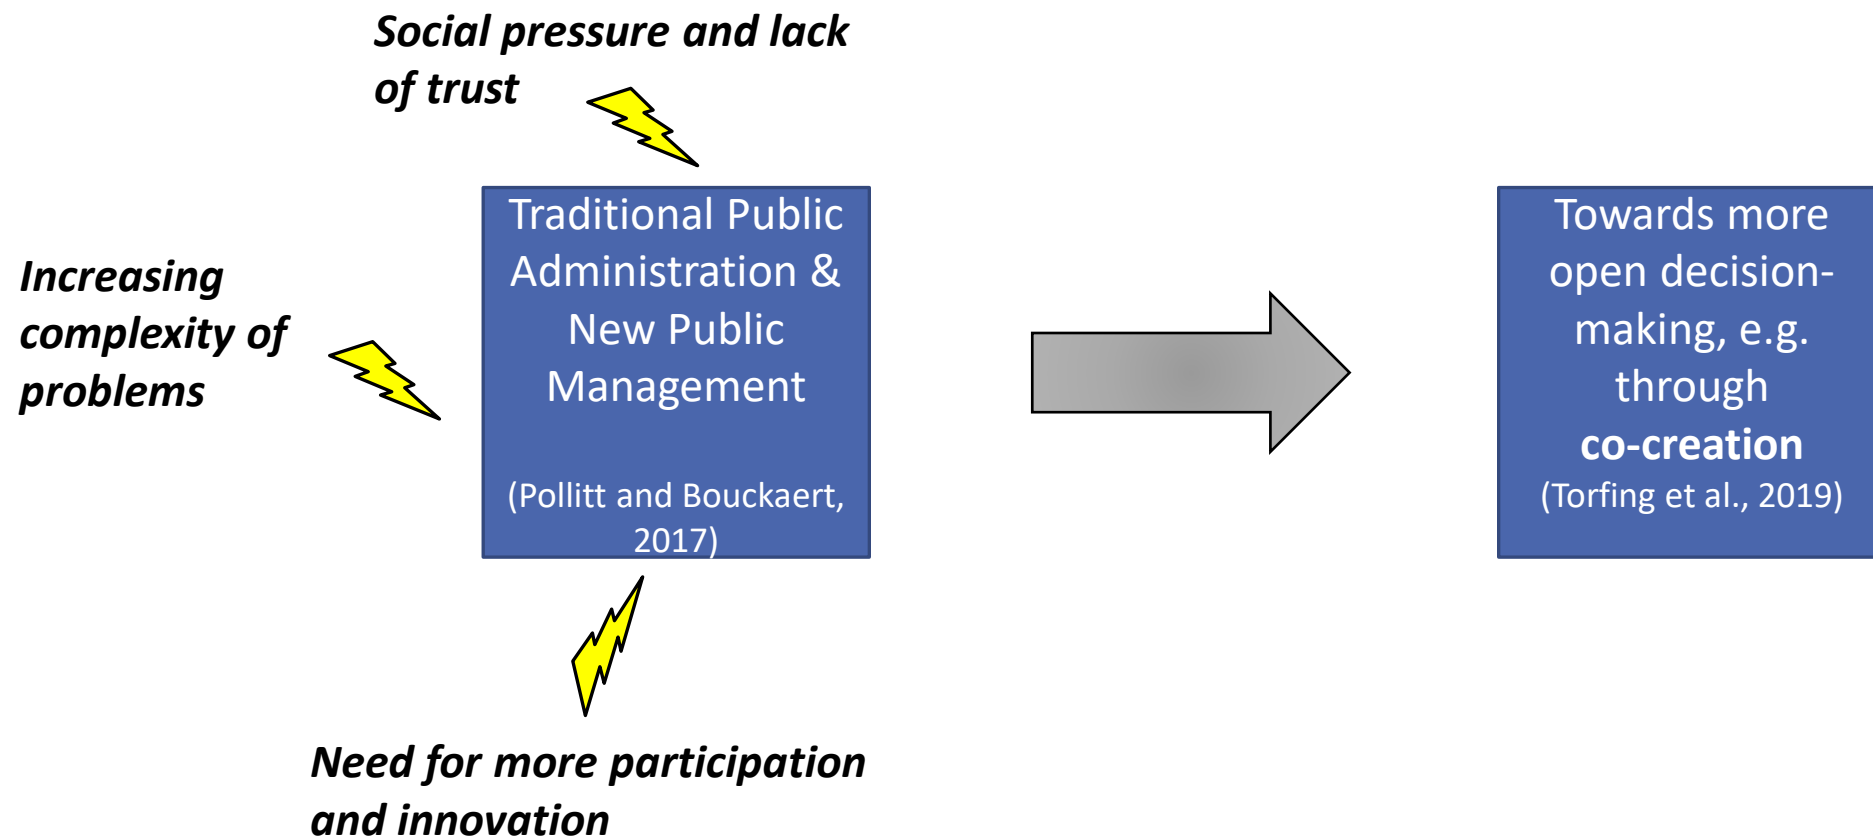 Social pressure and lack
of trust
Increasing
complexity of
problems
Traditional Public
Administration &
New Public
Management
(Pollitt and Bouckaert,
2017)
Need for more participation
and innovation
Towards more
open decision-
making, e.g.
through
co-creation
(Torfing et al., 2019)